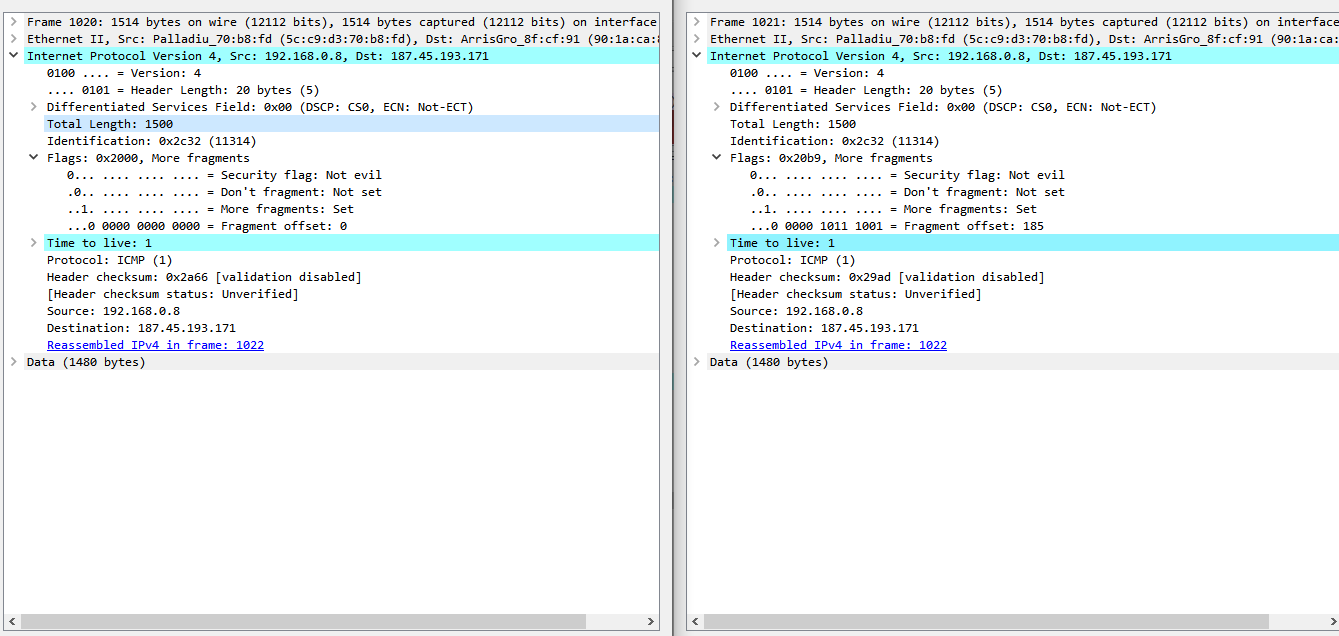 Frame 1020: 1514 bytes on wire (12112 bits), 1514 bytes captured (12112 bits) on interface
Ethernet II, Src: Palladiu_70:b8:fd (5c:c9:d3:70:b8:fd), Dst: ArrisGro_8f:cf:91 (90:1a:ca:8
Internet Protocol Version 4, Src: 192.168.0.8, Dst: 187.45.193.171
0100 .... = Version: 4
.... 0101 = Header Length: 20 bytes (5)
Differentiated Services Field: 0x00 (DSCP: CS0, ECN: Not-ECT)
Total Length: 1500
Identification: 0x2c32 (11314)
Flags: 0x2000, More fragments
0... .... .... .... = Security flag: Not evil
.0.. .... .... .... = Don't fragment: Not set
..1. .... .... .... = More fragments: Set
...0 0000 0000 0000 = Fragment offset: 0
Time to live: 1
Protocol: ICMP (1)
Header checksum: 0x2a66 [validation disabled]
[Header checksum status: Unverified]
Source: 192.168.0.8
Destination: 187.45.193.171
Reassembled IPv4 in frame: 1022
Data (1480 bytes)
Frame 1021: 1514 bytes on wire (12112 bits), 1514 bytes captured (12112 bits) on interface
Ethernet II, Src: Palladiu_70:b8:fd (5c:c9:d3:70:b8:fd), Dst: ArrisGro_8f:cf:91 (90:1a:ca:
Internet Protocol Version 4, Src: 192.168.0.8, Dst: 187.45.193.171
0100 .... = Version: 4
.... 0101 = Header Length: 20 bytes (5)
Differentiated Services Field: 0x00 (DSCP: CS0, ECN: Not-ECT)
Total Length: 1500
Identification: 0x2c32 (11314)
Flags: 0x20b9, More fragments
0... .... .... .... = Security flag: Not evil
.0.. .... .... .... = Don't fragment: Not set
..1. .... .... .... = More fragments: Set
...0 0000 1011 1001 = Fragment offset: 185
Time to live: 1
Protocol: ICMP (1)
Header checksum: 0x29ad [validation disabled]
[Header checksum status: Unverified]
Source: 192.168.0.8
Destination: 187.45.193.171
Reassembled IPv4 in frame: 1022
Data (1480 bytes)